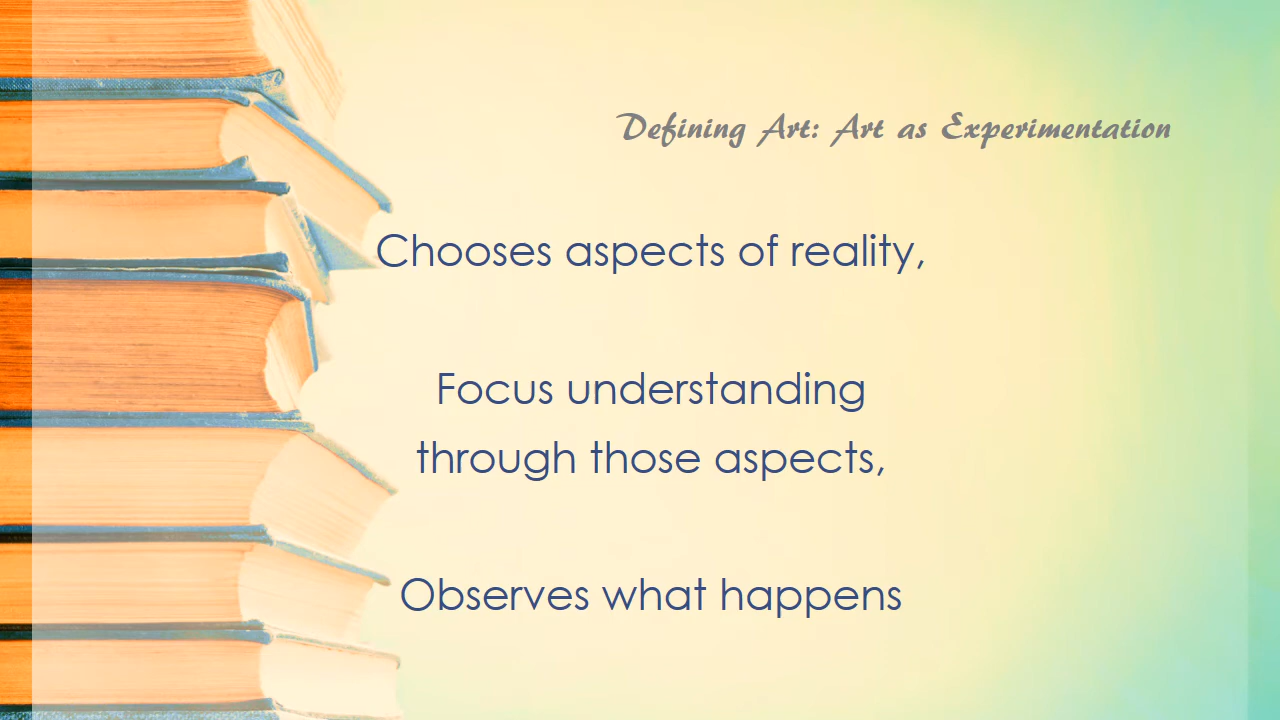 Defining Art: Art as Experimentation
Chooses aspects of reality,
Focus understanding
through those aspects,
Observes what happens